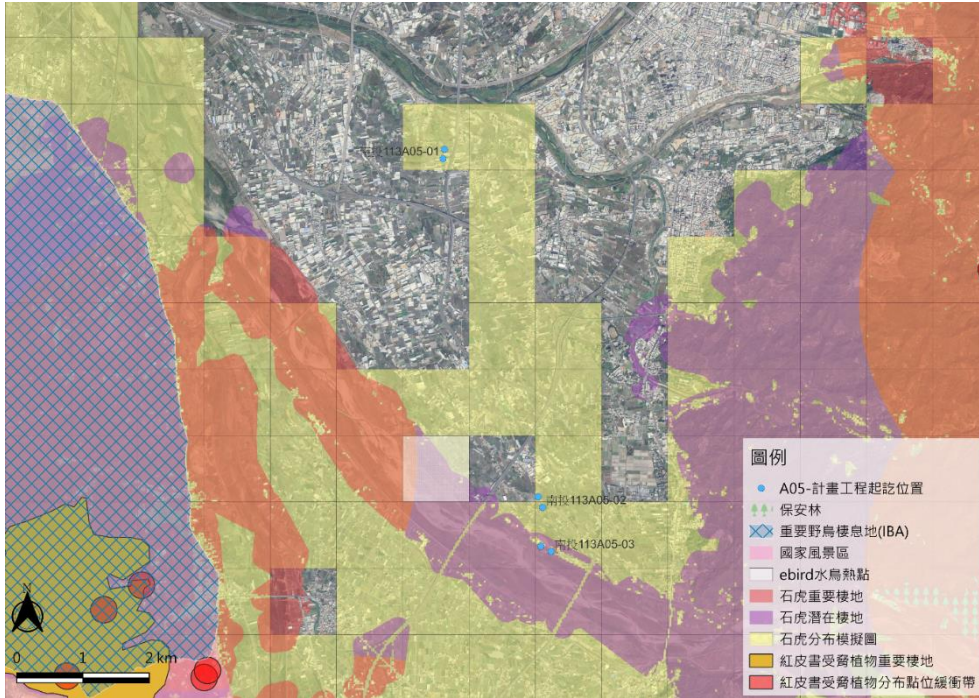 南投113A05-01
南投113A05-02
南投113A05-03
圖例
A05-計畫工程起訖位置
保安林
重要野鳥棲息地(IBA)
國家風景區
ebird水鳥熱點
石虎重要棲地
石虎潛在棲地
石虎分布模擬圖
紅皮書受脅植物重要棲地
紅皮書受脅植物分布點位緩衝帶
N
0 1 2 km